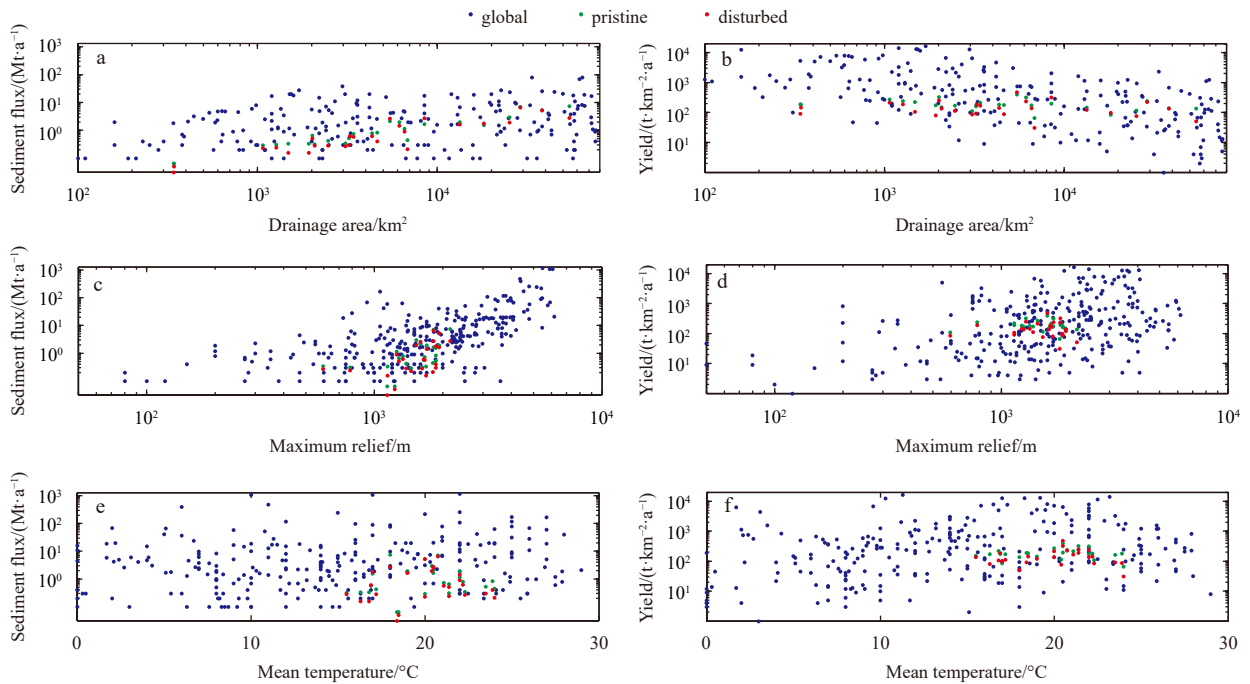 global pristine disturbed
a
Sediment flux/(Mt·a⁻¹)
10³
10²
10¹
10⁰
10² 10³ 10⁴
Drainage area/km²
b
Yield/(t·km⁻²·a⁻¹)
10⁴
10³
10²
10¹
10² 10³ 10⁴
Drainage area/km²
c
Sediment flux/(Mt·a⁻¹)
10³
10²
10¹
10⁰
10² 10³ 10⁴
Maximum relief/m
d
Yield/(t·km⁻²·a⁻¹)
10⁴
10³
10²
10¹
10² 10³ 10⁴
Maximum relief/m
e
Sediment flux/(Mt·a⁻¹)
10³
10²
10¹
10⁰
0 10 20 30
Mean temperature/°C
f
Yield/(t·km⁻²·a⁻¹)
10⁴
10³
10²
10¹
0 10 20 30
Mean temperature/°C